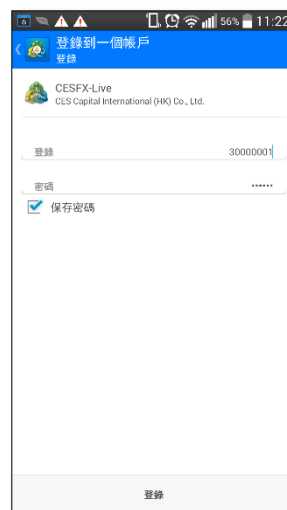 56% 11:22
登錄到一個帳戶
登錄
CESFX-Live
CES Capital International (HK) Co., Ltd.
登錄 30000001
密碼 ••••••
保存密碼
登錄